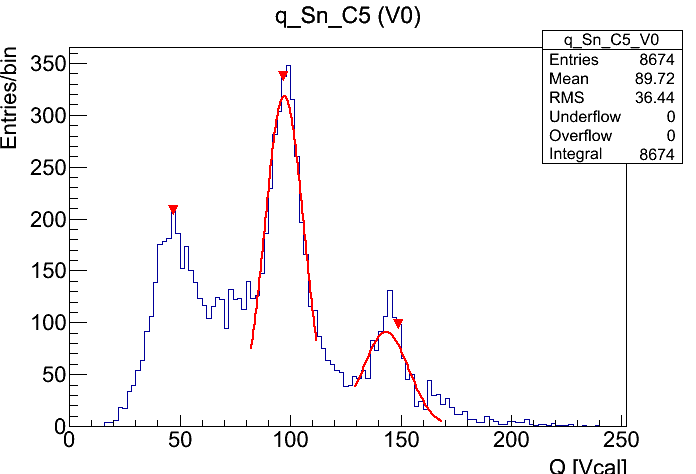 q_Sn_C5 (V0)
q_Sn_C5_V0
Entries 8674
Mean 89.72
RMS 36.44
Underflow 0
Overflow 0
Integral 8674
Entries/bin
350
300
250
200
150
100
50
0
0 50 100 150 200 250
Q [Vcal]